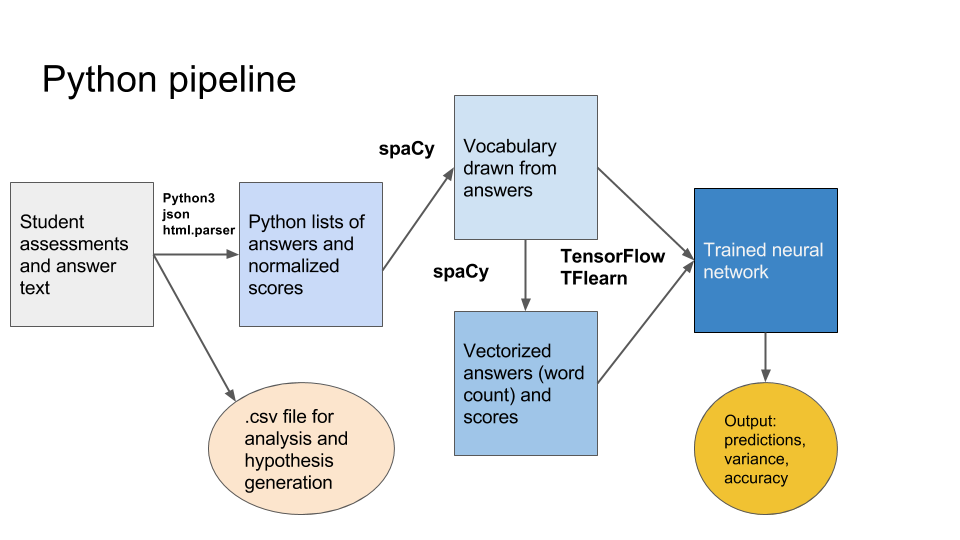 Python pipeline
Student
assessments
and answer
text
Python3
json
html.parser
Python lists of
answers and
normalized
scores
.csv file for
analysis and
hypothesis
generation
spaCy
Vocabulary
drawn from
answers
spaCy
Vectorized
answers (word
count) and
scores
TensorFlow
TFlearn
Trained neural
network
Output:
predictions,
variance,
accuracy